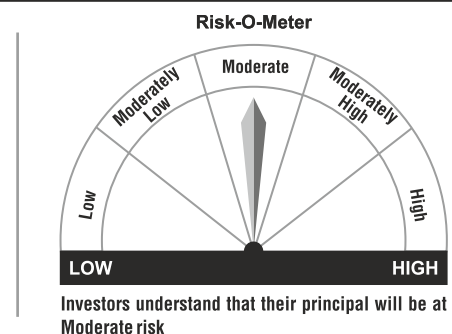 Risk-O-Meter
Moderate
Moderately
Low
Moderately
High
Low
High
LOW HIGH
Investors understand that their principal will be at
Moderate risk